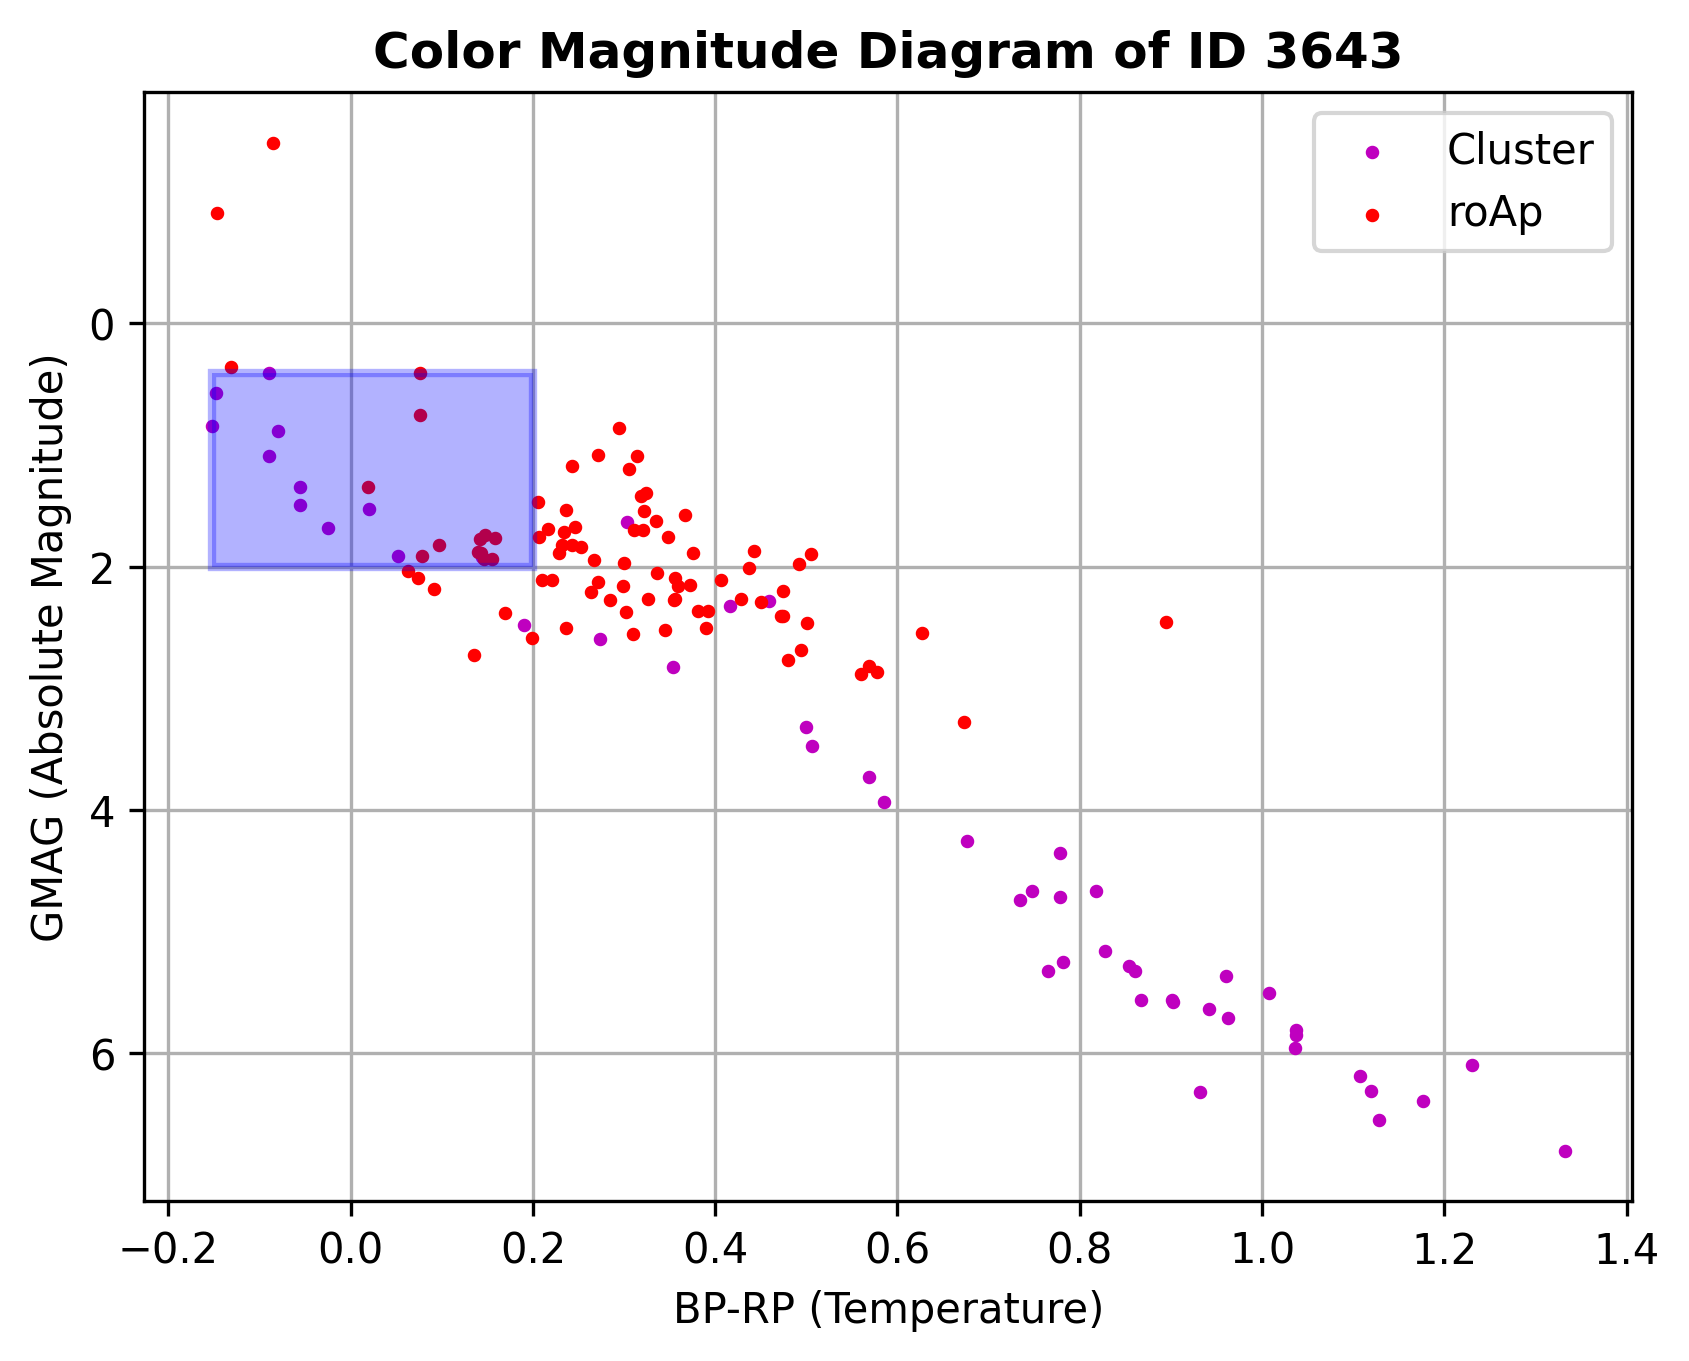 Color Magnitude Diagram of ID 3643
Cluster
roAp
GMAG (Absolute Magnitude)
0
2
4
6
−0.2 0.0 0.2 0.4 0.6 0.8 1.0 1.2 1.4
BP-RP (Temperature)